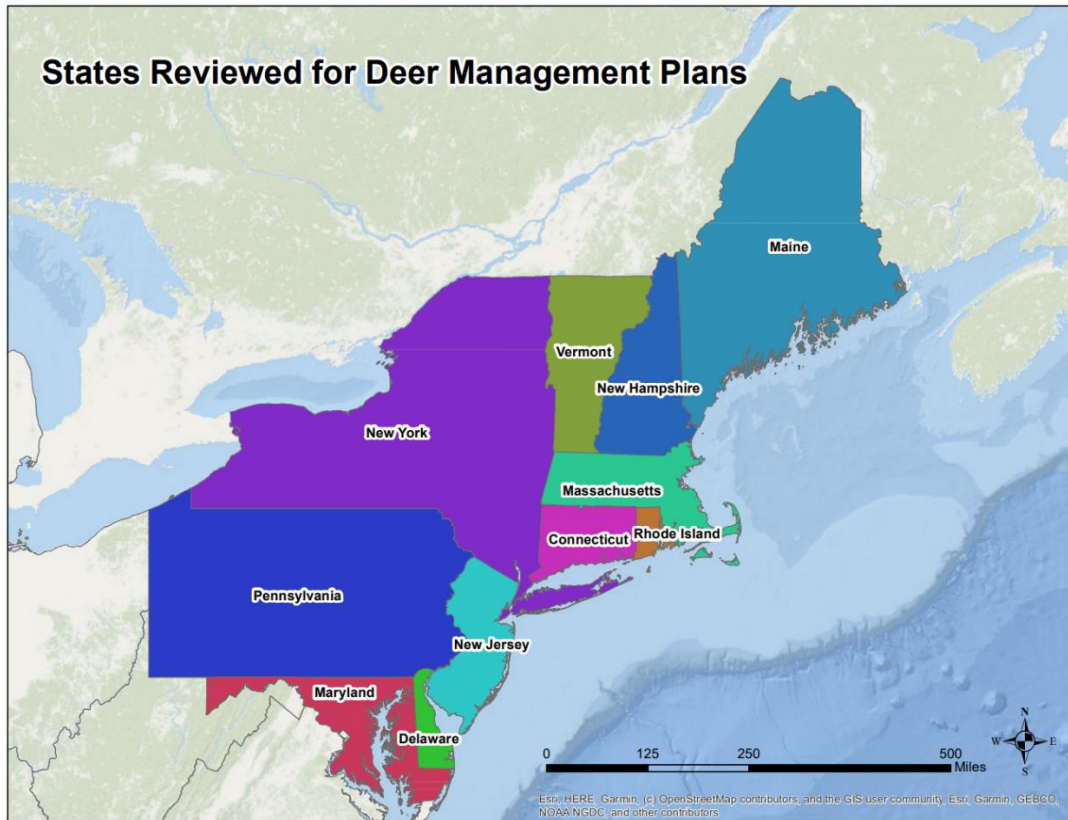 States Reviewed for Deer Management Plans
Maine
Vermont
New Hampshire
New York
Massachusetts
Connecticut
Rhode Island
Pennsylvania
New Jersey
Maryland
Delaware
N
W E
S
0 125 250 500
Miles
Esri, HERE, Garmin, (c) OpenStreetMap contributors, and the GIS user community, Esri, Garmin, GEBCO,
NOAA NGDC, and other contributors